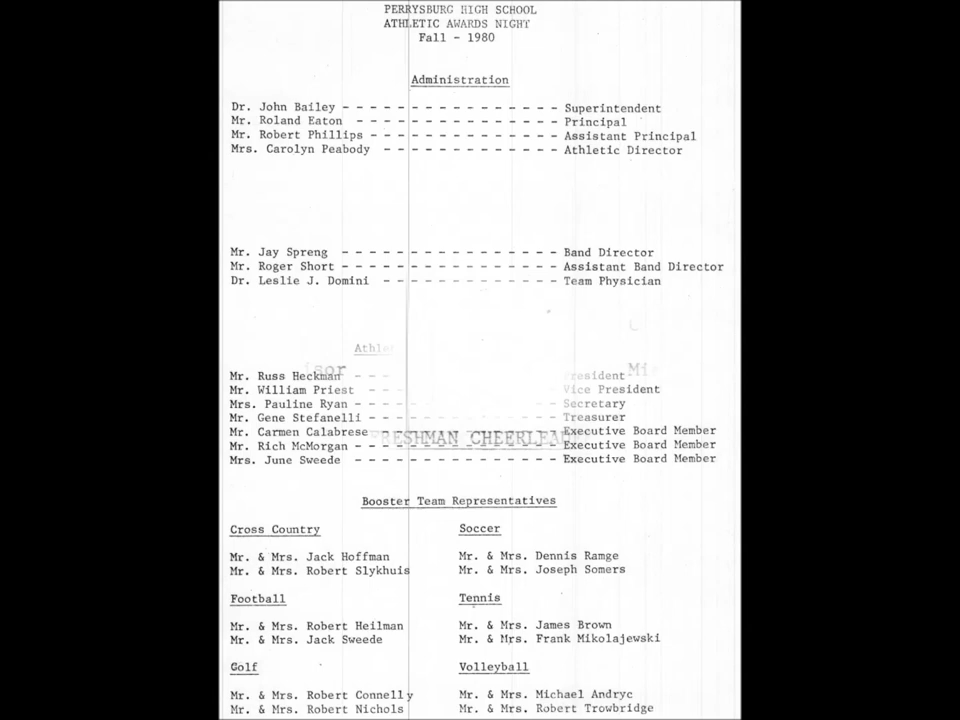 PERRYSBURG HIGH SCHOOL
ATHLETIC AWARDS NIGHT
Fall - 1980
Administration
Dr. John Bailey - - - - - - - - - - - - - - - - Superintendent
Mr. Roland Eaton - - - - - - - - - - - - - - - Principal
Mr. Robert Phillips - - - - - - - - - - - - - - Assistant Principal
Mrs. Carolyn Peabody - - - - - - - - - - - - - Athletic Director
Mr. Jay Spreng - - - - - - - - - - - - - - - - Band Director
Mr. Roger Short - - - - - - - - - - - - - - - - Assistant Band Director
Dr. Leslie J. Domini - - - - - - - - - - - - - Team Physician
Mr. Russ Heckman - - - President
Mr. William Priest - - - - Vice President
Mrs. Pauline Ryan - - - - Secretary
Mr. Gene Stefanelli - - - - - - - - - - - - - - Treasurer
Mr. Carmen Calabrese Executive Board Member
FRESHMAN
Mr. Rich McMorgan - - - - - - - - - - - - - - - Executive Board Member
Mrs. June Sweede - - - - - - - - - - - - - - - Executive Board Member
Booster Team Representatives
Cross Country Soccer
Mr. & Mrs. Jack Hoffman Mr. & Mrs. Dennis Ramge
Mr. & Mrs. Robert Slykhuis Mr. & Mrs. Joseph Somers
Football Tennis
Mr. & Mrs. Robert Heilman Mr. & Mrs. James Brown
Mr. & Mrs. Jack Sweede Mr. & Mrs. Frank Mikolajewski
Golf Volleyball
Mr. & Mrs. Robert Connelly Mr. & Mrs. Michael Andryc
Mr. & Mrs. Robert Nichols Mr. & Mrs. Robert Trowbridge